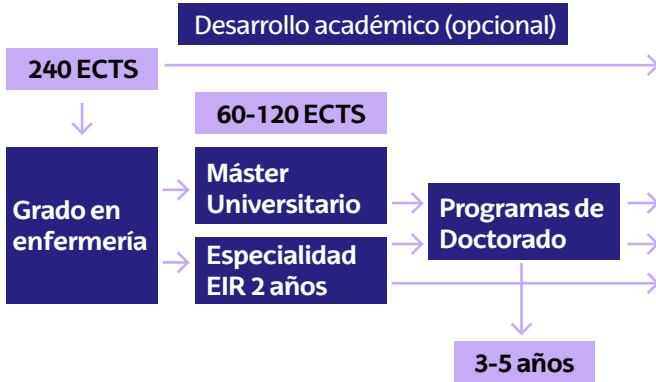 Desarrollo académico (opcional)
240 ECTS
60-120 ECTS
Grado en
enfermería
Máster
Universitario
Especialidad
EIR 2 años
Programas de
Doctorado
3-5 años